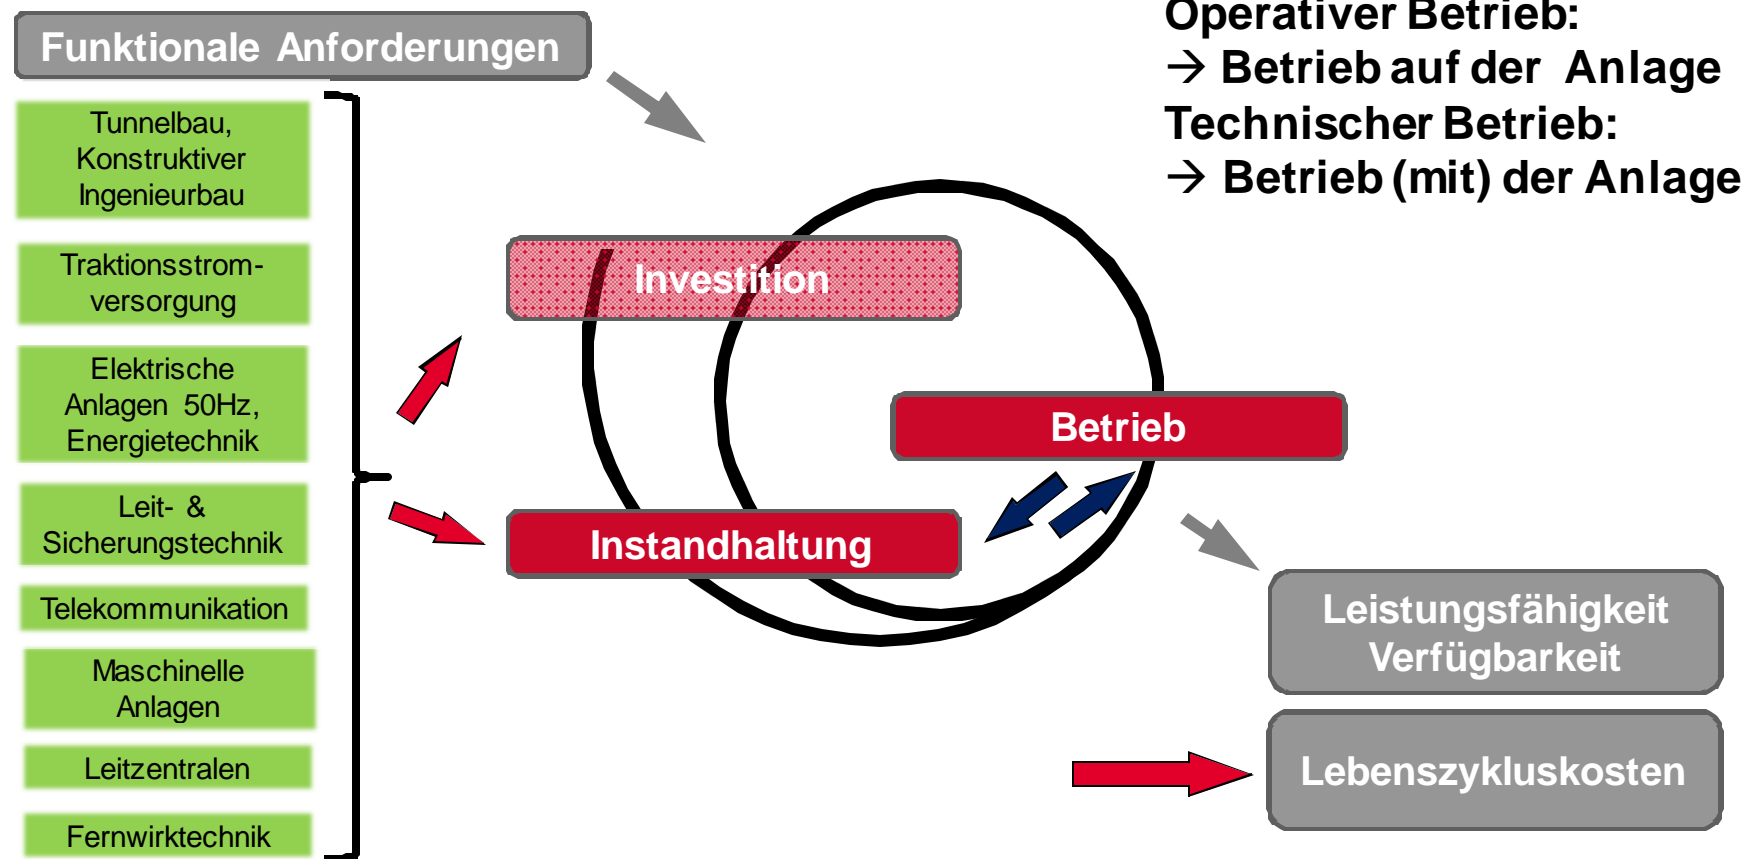 Funktionale Anforderungen
Tunnelbau,
Konstruktiver
Ingenieurbau
Traktionsstrom-
versorgung
Elektrische
Anlagen 50Hz,
Energietechnik
Leit- &
Sicherungstechnik
Telekommunikation
Maschinelle
Anlagen
Leitzentralen
Fernwirktechnik
Investition
Instandhaltung
Betrieb
Operativer Betrieb:
→ Betrieb auf der Anlage
Technischer Betrieb:
→ Betrieb (mit) der Anlage
Leistungsfähigkeit
Verfügbarkeit
Lebenszykluskosten